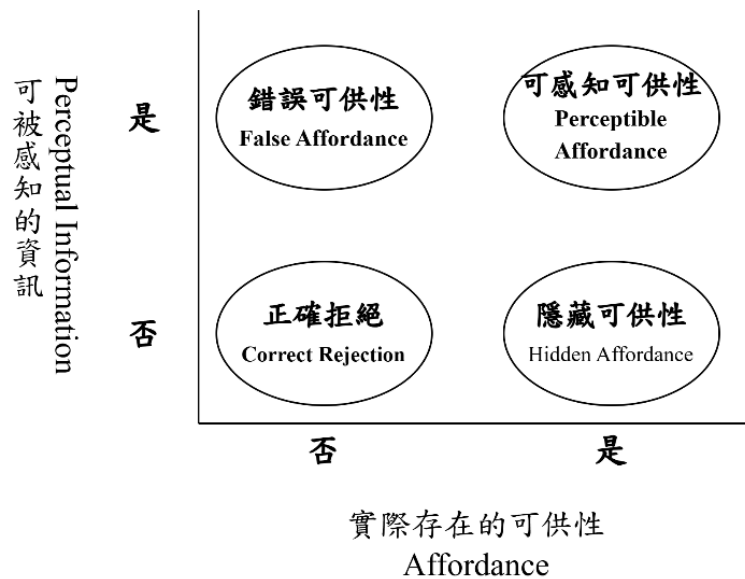 Perceptual Information
可被感知的資訊
是
錯誤可供性
False Affordance
可感知可供性
Perceptible
Affordance
否
正確拒絕
Correct Rejection
隱藏可供性
Hidden Affordance
否
是
實際存在的可供性
Affordance